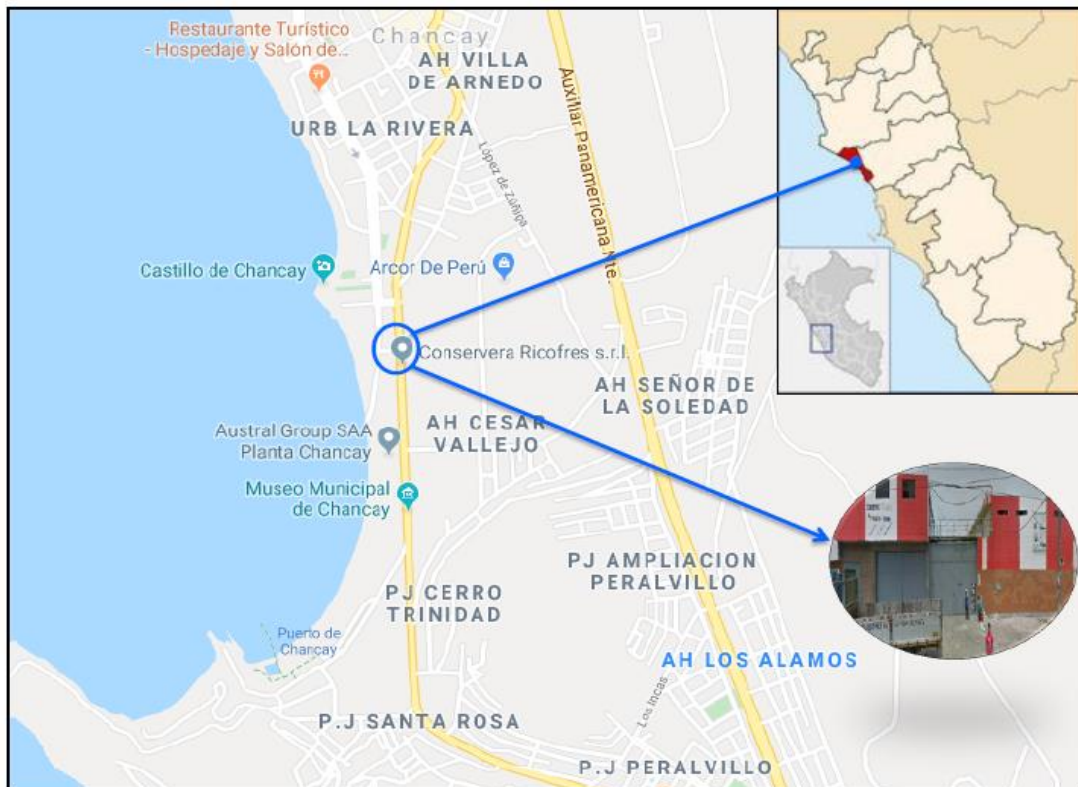 Restaurante Turístico
- Hospedaje y Salón de...
Chancay
AH VILLA
DE ARNEDO
URB LA RIVERA
López de Zúñiga
Auxiliar Panamericana Nte.
Castillo de Chancay
Arcor De Perú
Conservera Ricofres s.r.l.
AH SEÑOR DE
LA SOLEDAD
AH CESAR
VALLEJO
Austral Group SAA
Planta Chancay
Museo Municipal
de Chancay
PJ AMPLIACION
PERALVILLO
PJ CERRO
TRINIDAD
Puerto de
Chancay
AH LOS ALAMOS
Los Incas
P.J SANTA ROSA
P.J PERALVILLO